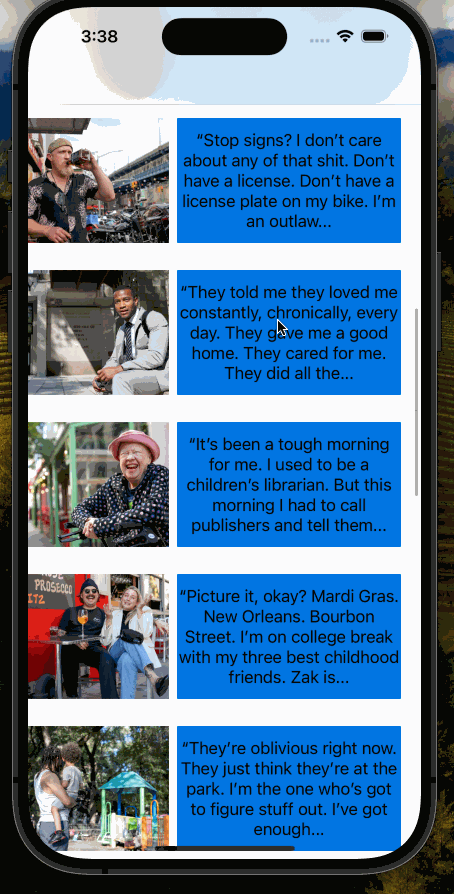 3:38
“Stop signs? I don’t care
about any of that shit. Don’t
have a license. Don’t have a
license plate on my bike. I’m
an outlaw...
“They told me they loved me
constantly, chronically, every
day. They gave me a good
home. They cared for me.
They did all the...
“It’s been a tough morning
for me. I used to be a
children’s librarian. But this
morning I had to call
publishers and tell them...
PROSECCO
ITZ
“Picture it, okay? Mardi Gras.
New Orleans. Bourbon
Street. I’m on college break
with my three best childhood
friends. Zak is...
“They’re oblivious right now.
They just think they’re at the
park. I’m the one who’s got
to figure stuff out. I’ve got
enough...